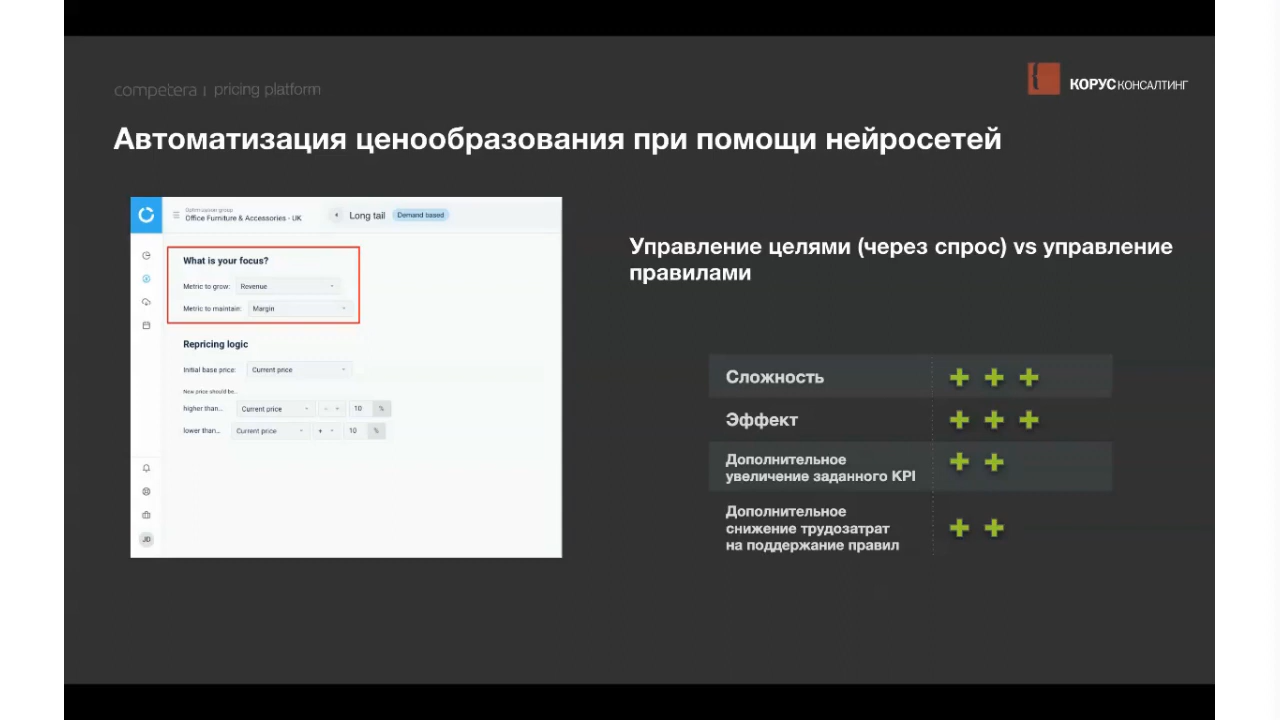 competera | pricing platform
КОРУС КОНСАЛТИНГ
Автоматизация ценообразования при помощи нейросетей
Optimization group
Office Furniture & Accessories - UK
Long tail
Demand based
What is your focus?
Metric to grow: Revenue
Metric to maintain: Margin
Repricing logic
Initial base price: Current price
New price should be...
higher than... Current price - 10 %
lower than... Current price + 10 %
JD
Управление целями (через спрос) vs управление
правилами
Сложность + + +
Эффект + + +
Дополнительное
увеличение заданного KPI + +
Дополнительное
снижение трудозатрат + +
на поддержание правил